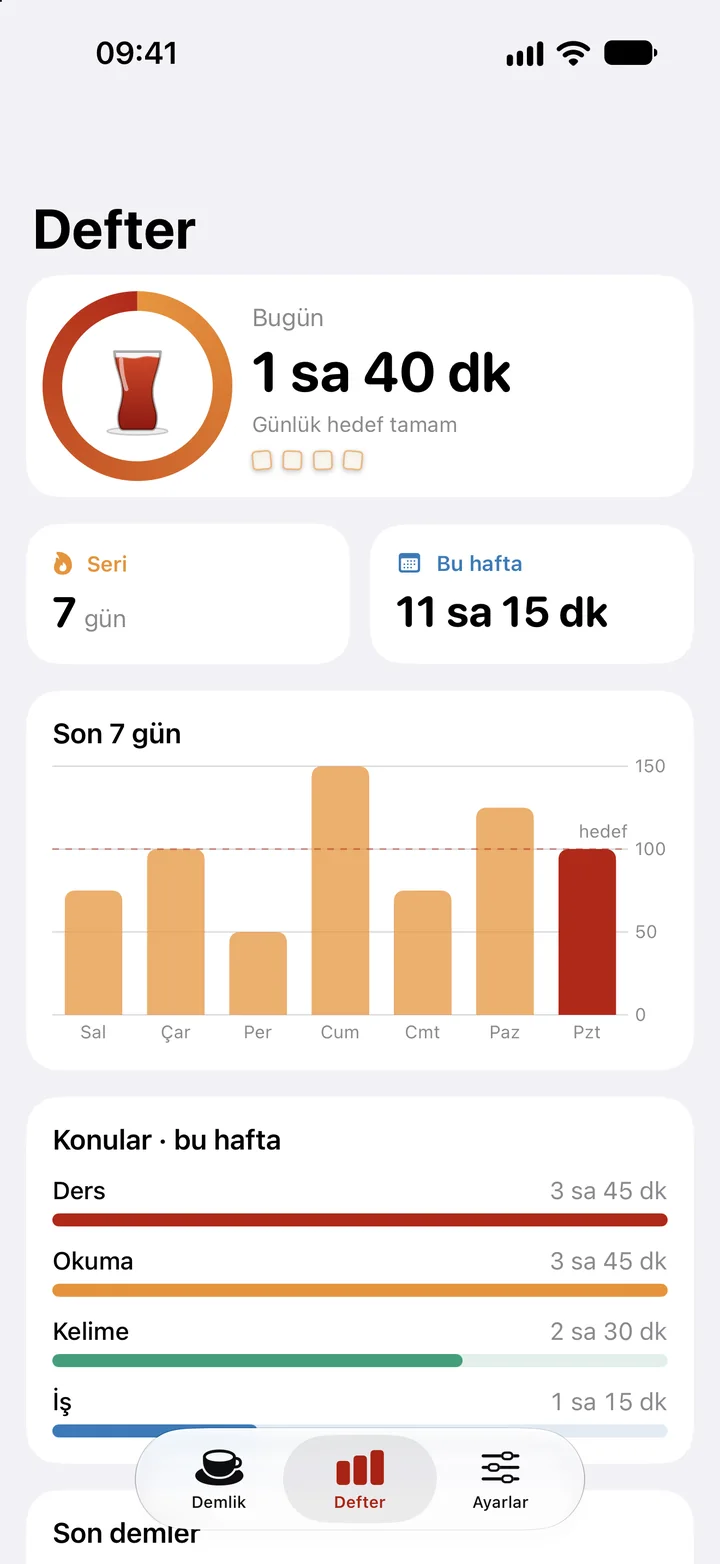 09:41
Defter
Bugün
1 sa 40 dk
Günlük hedef tamam
Seri
7 gün
Bu hafta
11 sa 15 dk
Son 7 gün
150
hedef
100
50
0
Sal Çar Per Cum Cmt Paz Pzt
Konular · bu hafta
Ders 3 sa 45 dk
Okuma 3 sa 45 dk
Kelime 2 sa 30 dk
İş 1 sa 15 dk
Demlik Defter Ayarlar
Son demler